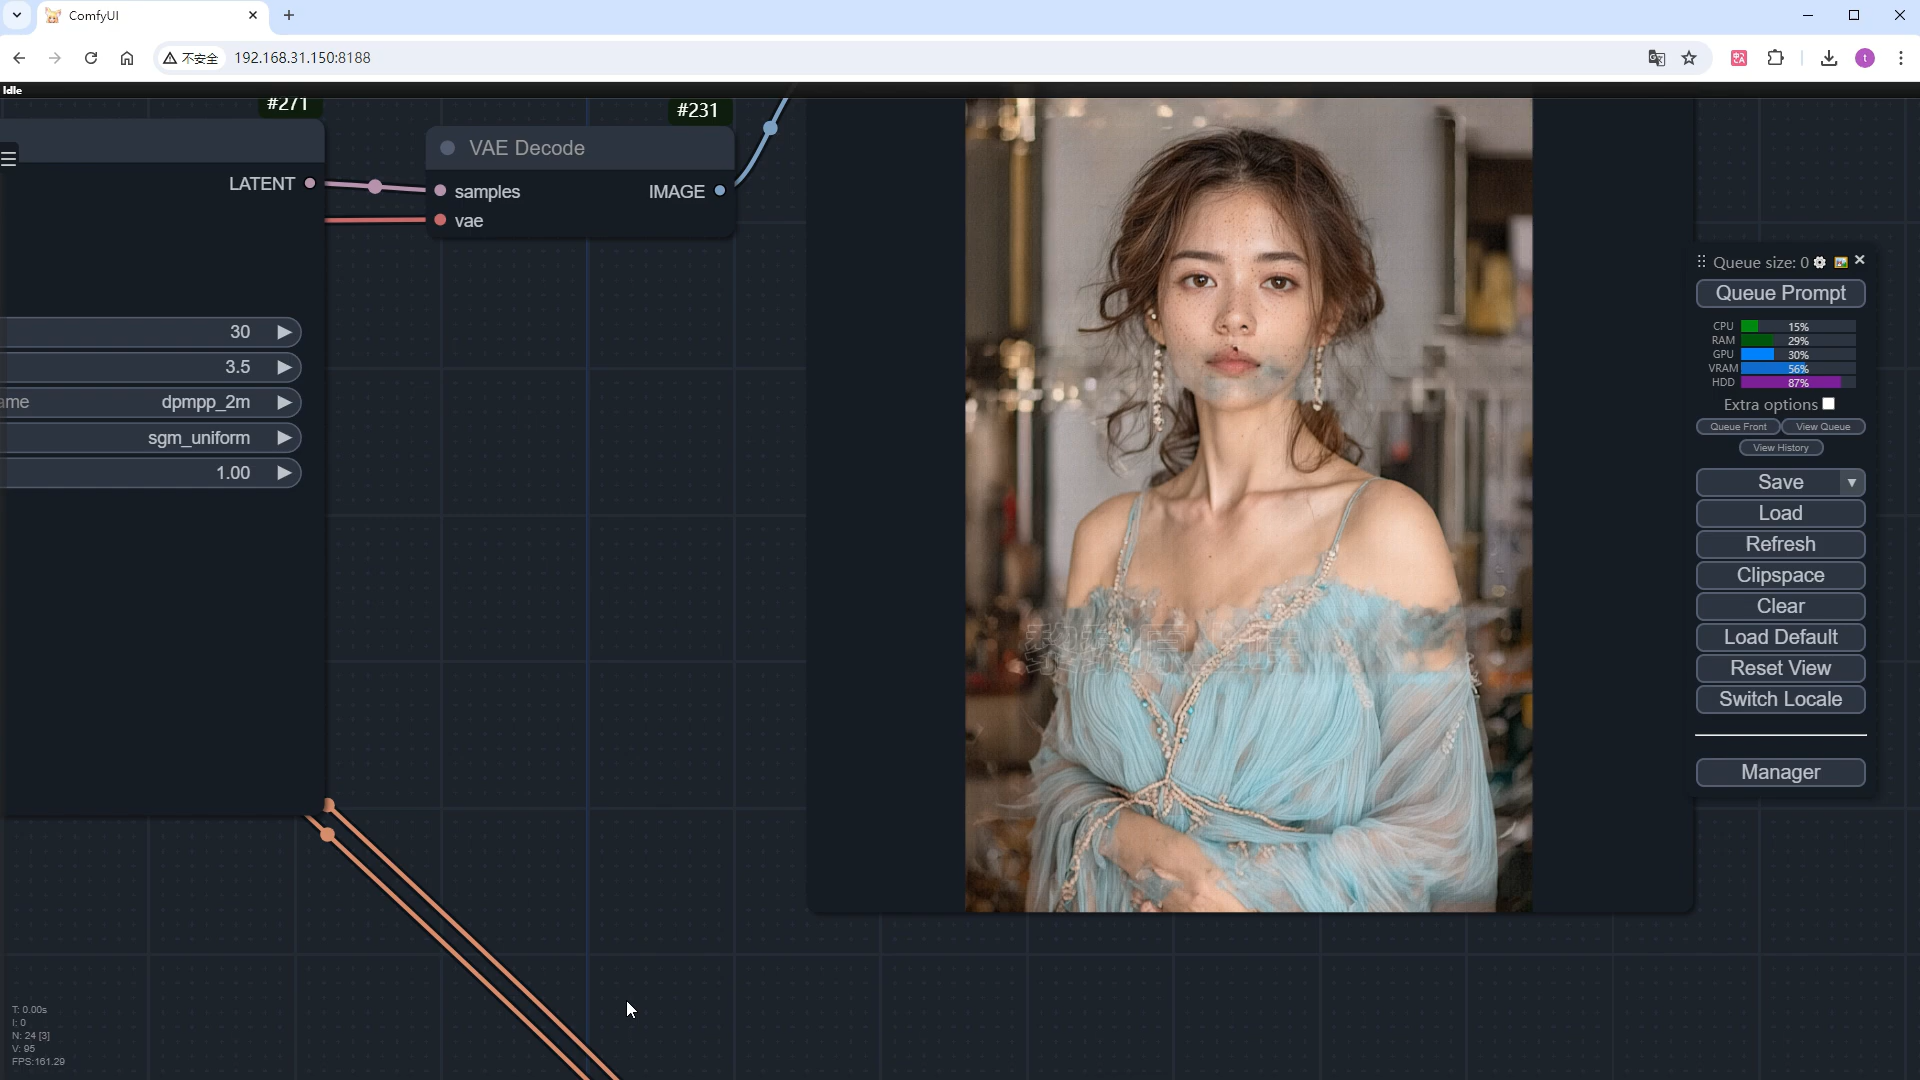 ComfyUI
不安全
192.168.31.150:8188
Idle
#271
#231
VAE Decode
LATENT
samples
IMAGE
vae
30
3.5
ame
dpmpp_2m
sgm_uniform
1.00
Queue size: 0
Queue Prompt
CPU 15%
RAM 29%
GPU 30%
VRAM 56%
HDD 87%
Extra options
Queue Front
View Queue
View History
Save
Load
Refresh
Clipspace
Clear
Load Default
Reset View
Switch Locale
Manager
T: 0.00s
I: 0
N: 24 [3]
V: 95
FPS:161.29
t